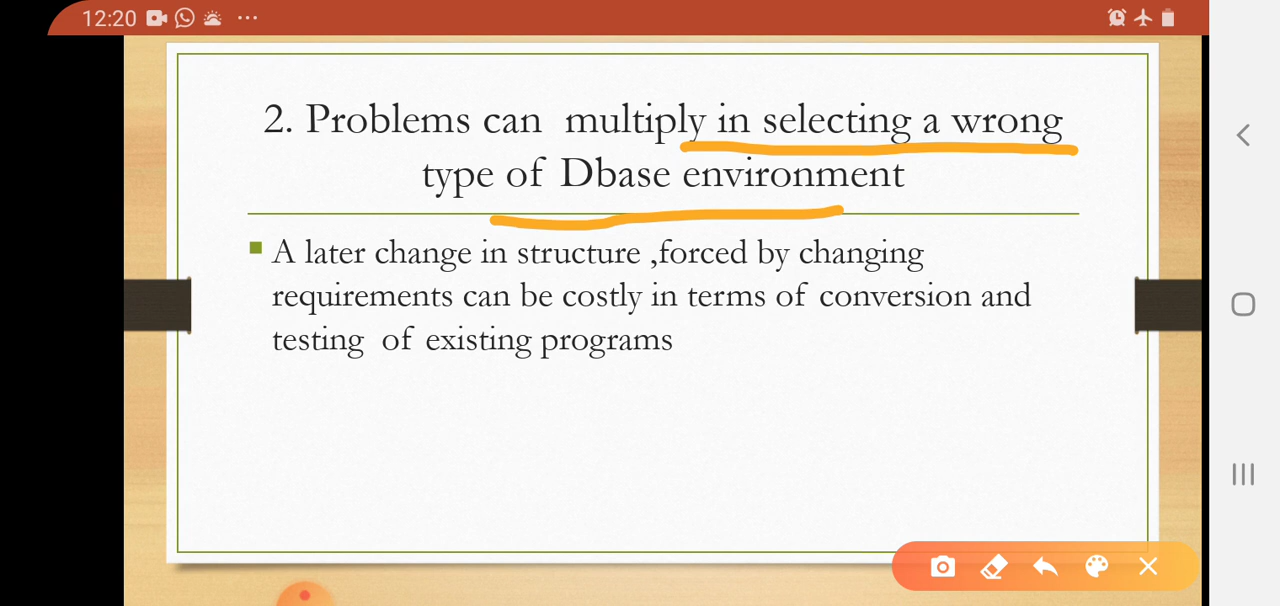 12:20
2. Problems can multiply in selecting a wrong
type of Dbase environment
A later change in structure ,forced by changing
requirements can be costly in terms of conversion and
testing of existing programs